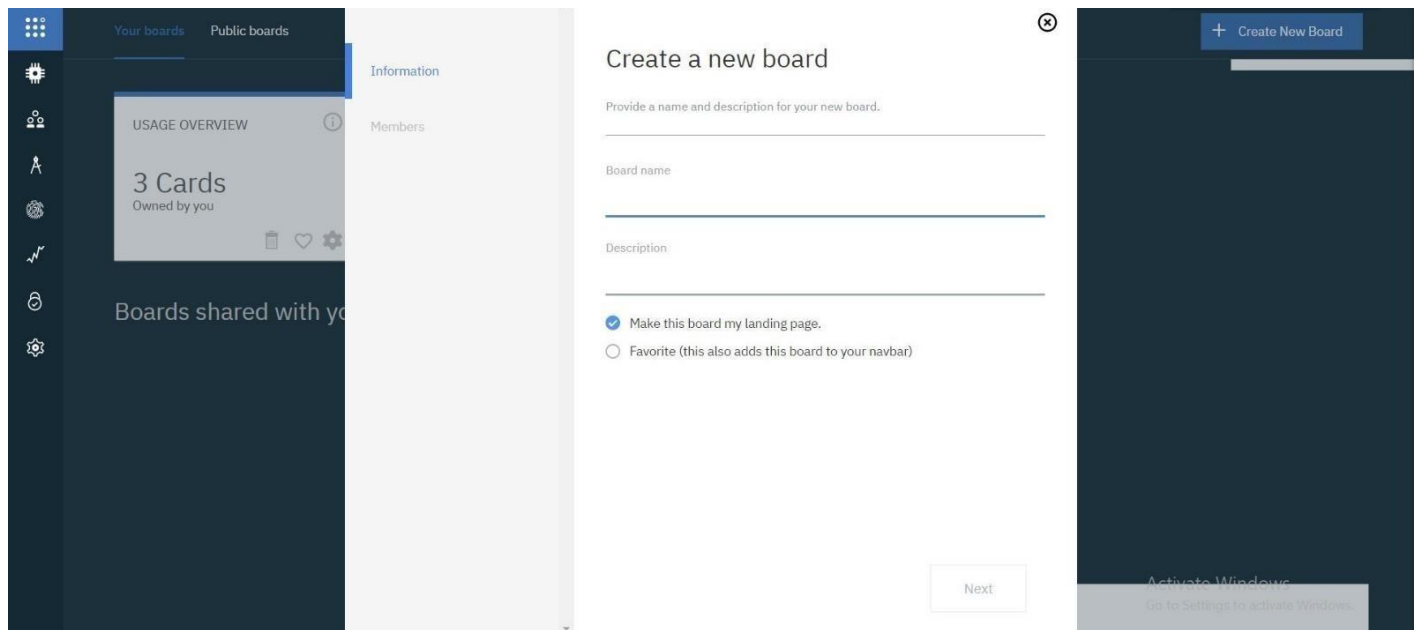 Your boards Public boards
Create New Board
Information
Members
USAGE OVERVIEW
3 Cards
Owned by you
Boards shared with yo
Create a new board
Provide a name and description for your new board.
Board name
Description
Make this board my landing page.
Favorite (this also adds this board to your navbar)
Next
Activate Windows
Go to Settings to activate Windows.